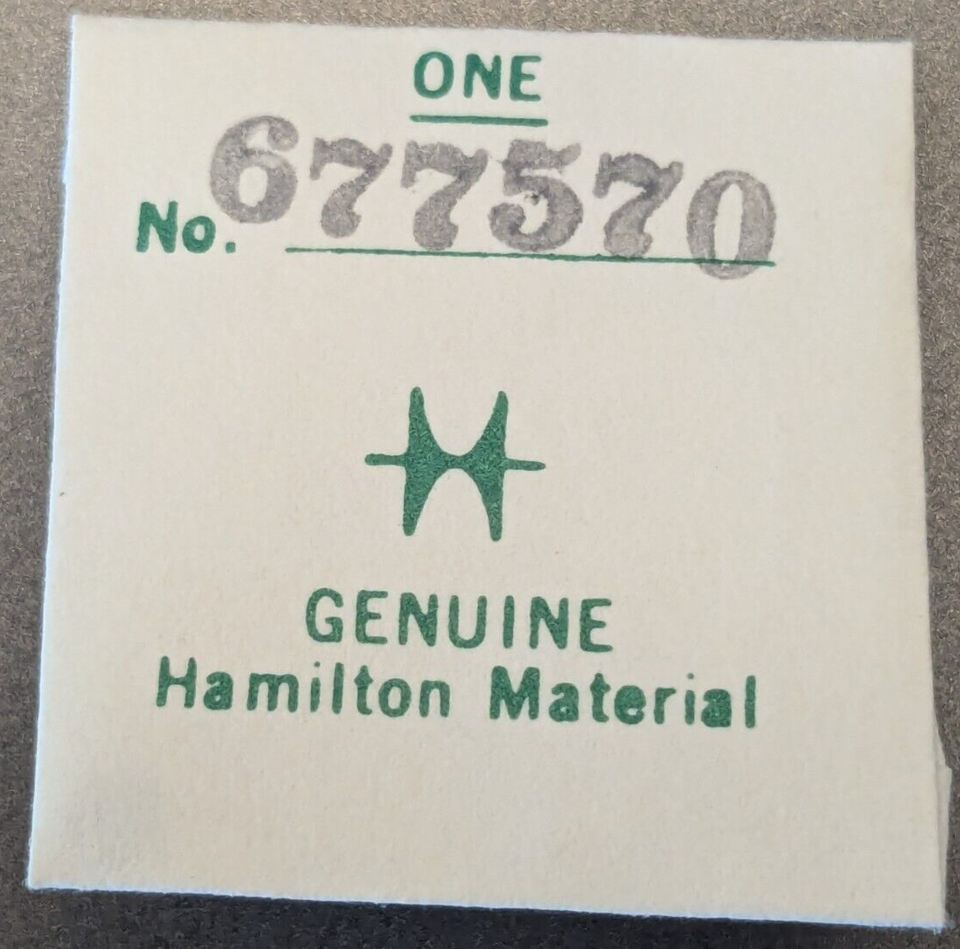 ONE
No. 677570
GENUINE
Hamilton Material